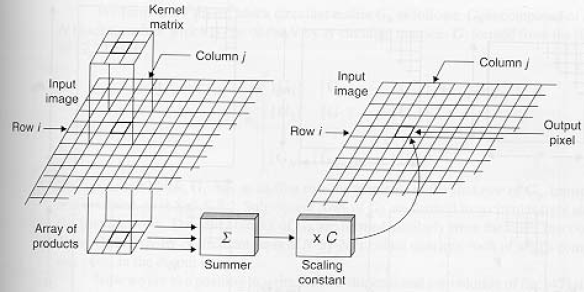 Kernel
matrix
Column j
Input
image
Row i
Array of
products
Σ
Summer
x C
Scaling
constant
Input
image
Column j
Row i
Output
pixel